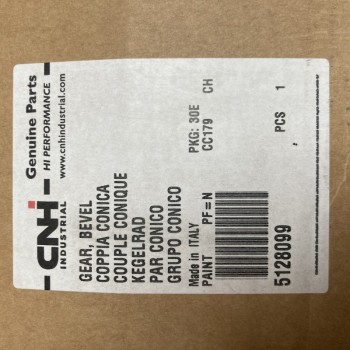 CNH
INDUSTRIAL
Genuine Parts
HI PERFORMANCE
www.cnhindustrial.com
GEAR, BEVEL
COPPIA CONICA
COUPLE CONIQUE
KEGELRAD
PAR CONICO
GRUPO CONICO
PKG: 30E CH
CC179
Made in ITALY
PAINT PF=N
5128099
PCS 1